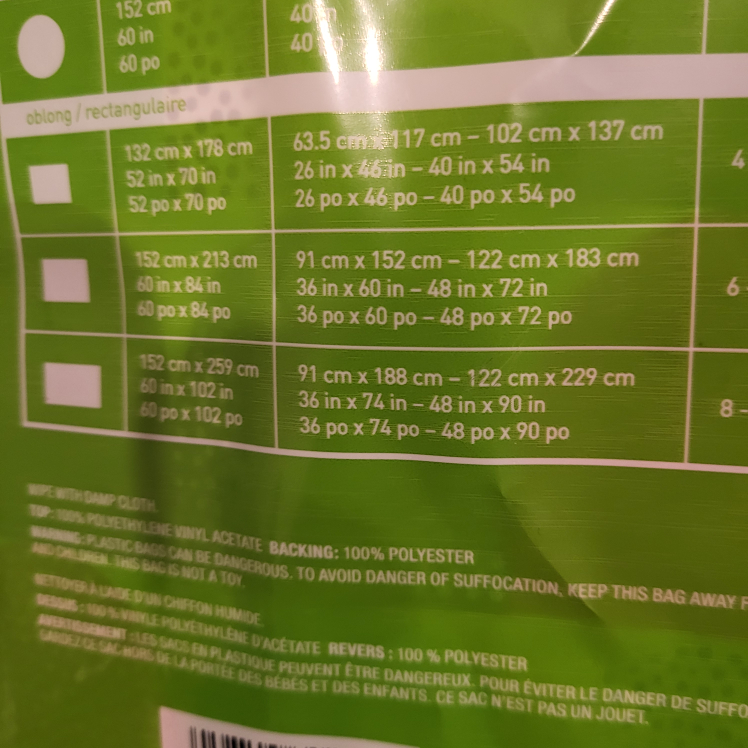 152 cm
60 in
60 po
40
40
oblong / rectangulaire
132 cm x 178 cm
52 in x 70 in
52 po x 70 po
63.5 cm x 117 cm – 102 cm x 137 cm
26 in x 46 in – 40 in x 54 in
26 po x 46 po – 40 po x 54 po
4
152 cm x 213 cm
60 in x 84 in
60 po x 84 po
91 cm x 152 cm – 122 cm x 183 cm
36 in x 60 in – 48 in x 72 in
36 po x 60 po – 48 po x 72 po
6
152 cm x 259 cm
60 in x 102 in
60 po x 102 po
91 cm x 188 cm – 122 cm x 229 cm
36 in x 74 in – 48 in x 90 in
36 po x 74 po – 48 po x 90 po
8 –
WIPE WITH DAMP CLOTH.
TOP: 100% POLYETHYLENE VINYL ACETATE BACKING: 100% POLYESTER
WARNING: PLASTIC BAGS CAN BE DANGEROUS. TO AVOID DANGER OF SUFFOCATION, KEEP THIS BAG AWAY F
AND CHILDREN. THIS BAG IS NOT A TOY.
NETTOYER À L'AIDE D'UN CHIFFON HUMIDE.
DESSUS : 100 % VINYLE POLYÉTHYLÈNE D'ACÉTATE REVERS : 100 % POLYESTER
AVERTISSEMENT : LES SACS EN PLASTIQUE PEUVENT ÊTRE DANGEREUX. POUR ÉVITER LE DANGER DE SUFFO
GARDEZ CE SAC HORS DE LA PORTÉE DES BÉBÉS ET DES ENFANTS. CE SAC N'EST PAS UN JOUET.